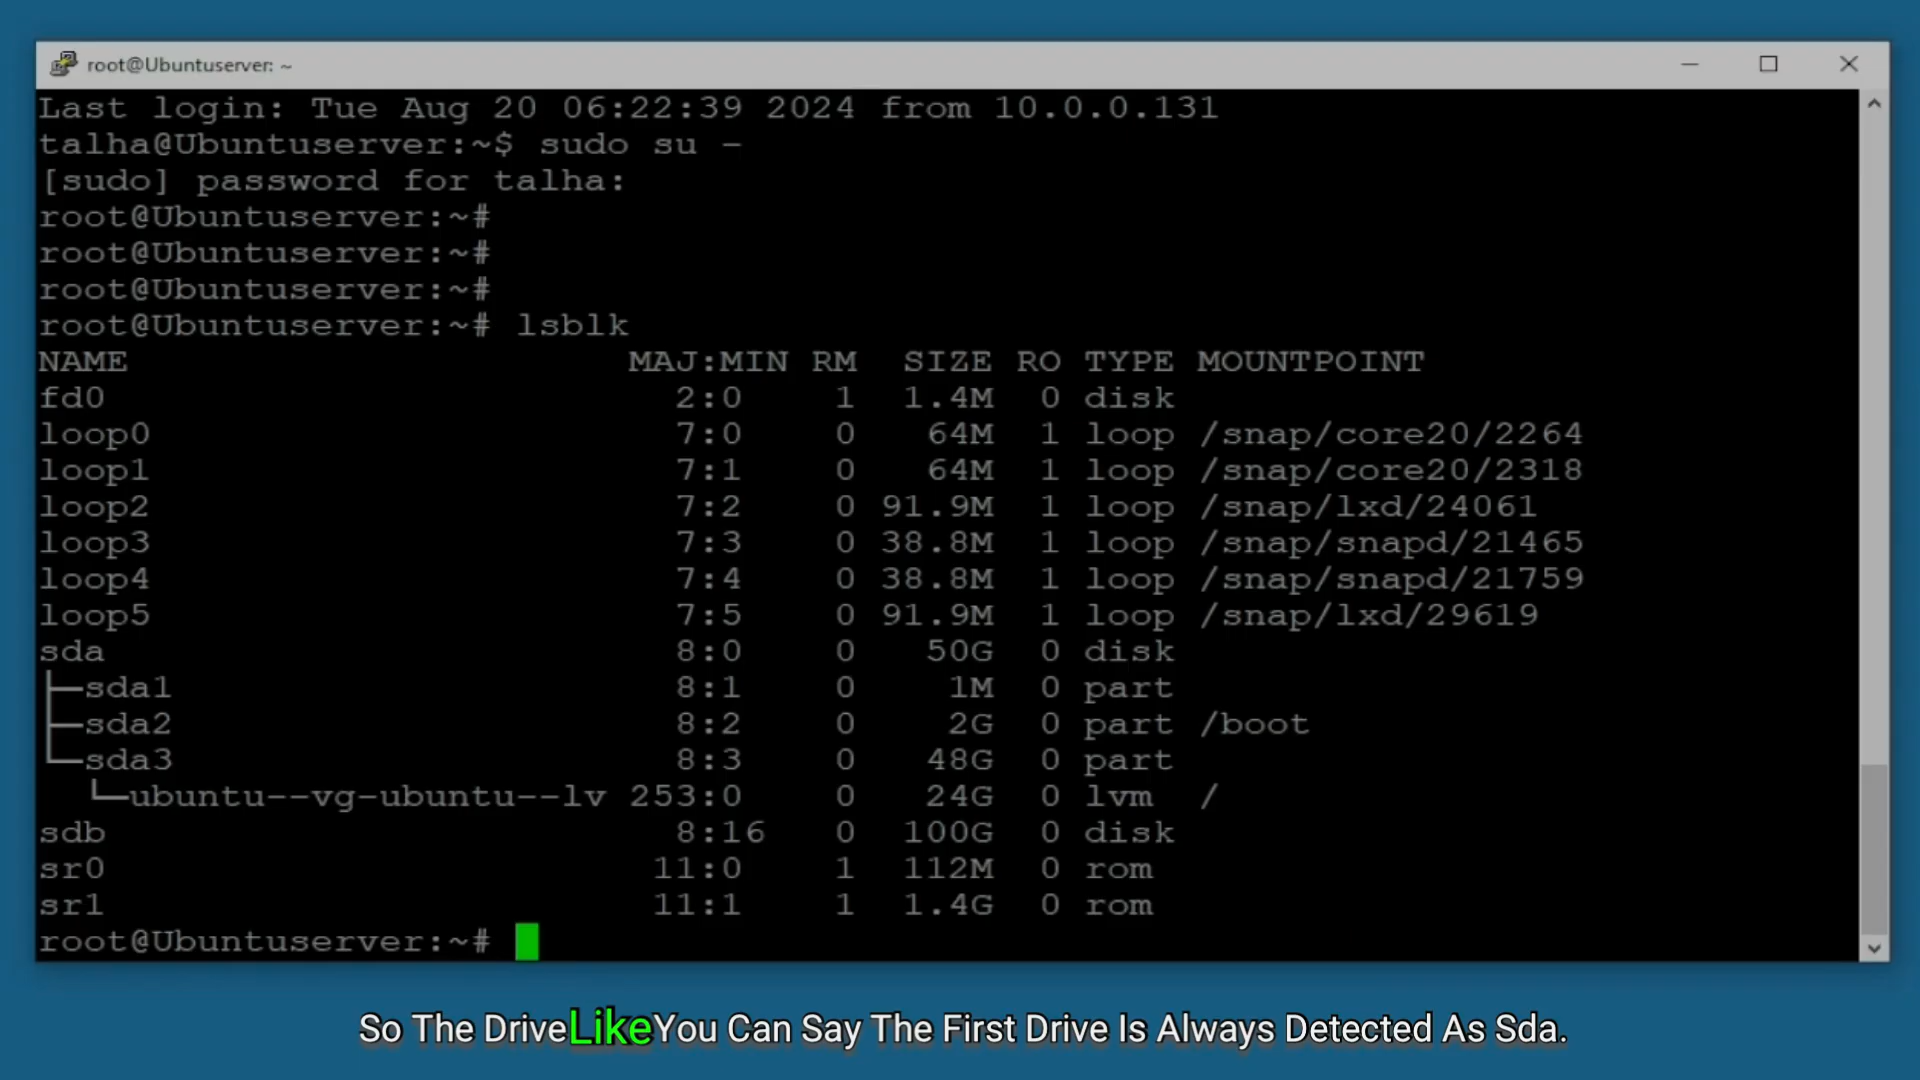 root@Ubuntuserver: ~
Last login: Tue Aug 20 06:22:39 2024 from 10.0.0.131
talha@Ubuntuserver:~$ sudo su -
[sudo] password for talha:
root@Ubuntuserver:~#
root@Ubuntuserver:~#
root@Ubuntuserver:~#
root@Ubuntuserver:~# lsblk
NAME                      MAJ:MIN RM   SIZE RO TYPE MOUNTPOINT
fd0                         2:0    1   1.4M  0 disk
loop0                       7:0    0    64M  1 loop /snap/core20/2264
loop1                       7:1    0    64M  1 loop /snap/core20/2318
loop2                       7:2    0  91.9M  1 loop /snap/lxd/24061
loop3                       7:3    0  38.8M  1 loop /snap/snapd/21465
loop4                       7:4    0  38.8M  1 loop /snap/snapd/21759
loop5                       7:5    0  91.9M  1 loop /snap/lxd/29619
sda                         8:0    0    50G  0 disk
├─sda1                      8:1    0     1M  0 part
├─sda2                      8:2    0     2G  0 part /boot
└─sda3                      8:3    0    48G  0 part
  └─ubuntu--vg-ubuntu--lv 253:0    0    24G  0 lvm  /
sdb                         8:16   0   100G  0 disk
sr0                        11:0    1   112M  0 rom
sr1                        11:1    1   1.4G  0 rom
root@Ubuntuserver:~#
So The Drive Like You Can Say The First Drive Is Always Detected As Sda.